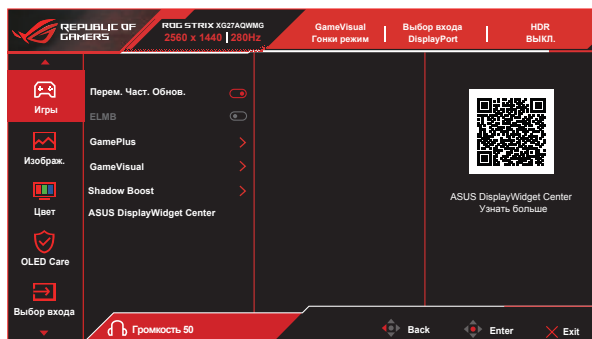 REPUBLIC OF
GAMERS
ROG STRIX XG27AQWMG
2560 x 1440 280Hz
GameVisual
Гонки режим
Выбор входа
DisplayPort
HDR
ВЫКЛ.
Игры
Изображ.
Цвет
OLED Care
Выбор входа
Перем. Част. Обнов.
ELMB
GamePlus
GameVisual
Shadow Boost
ASUS DisplayWidget Center
ASUS DisplayWidget Center
Узнать больше
Громкость 50
Back
Enter
Exit